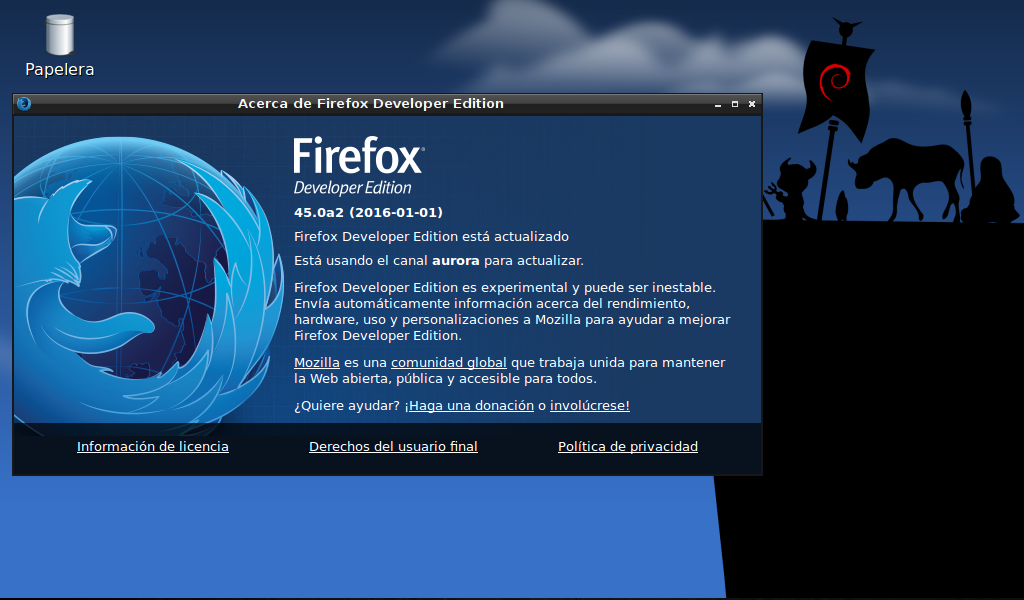 Papelera
Acerca de Firefox Developer Edition
Firefox
Developer Edition
45.0a2 (2016-01-01)
Firefox Developer Edition está actualizado
Está usando el canal aurora para actualizar.
Firefox Developer Edition es experimental y puede ser inestable.
Envía automáticamente información acerca del rendimiento,
hardware, uso y personalizaciones a Mozilla para ayudar a mejorar
Firefox Developer Edition.
Mozilla es una comunidad global que trabaja unida para mantener
la Web abierta, pública y accesible para todos.
¿Quiere ayudar? ¡Haga una donación o involúcrese!
Información de licencia Derechos del usuario final Política de privacidad